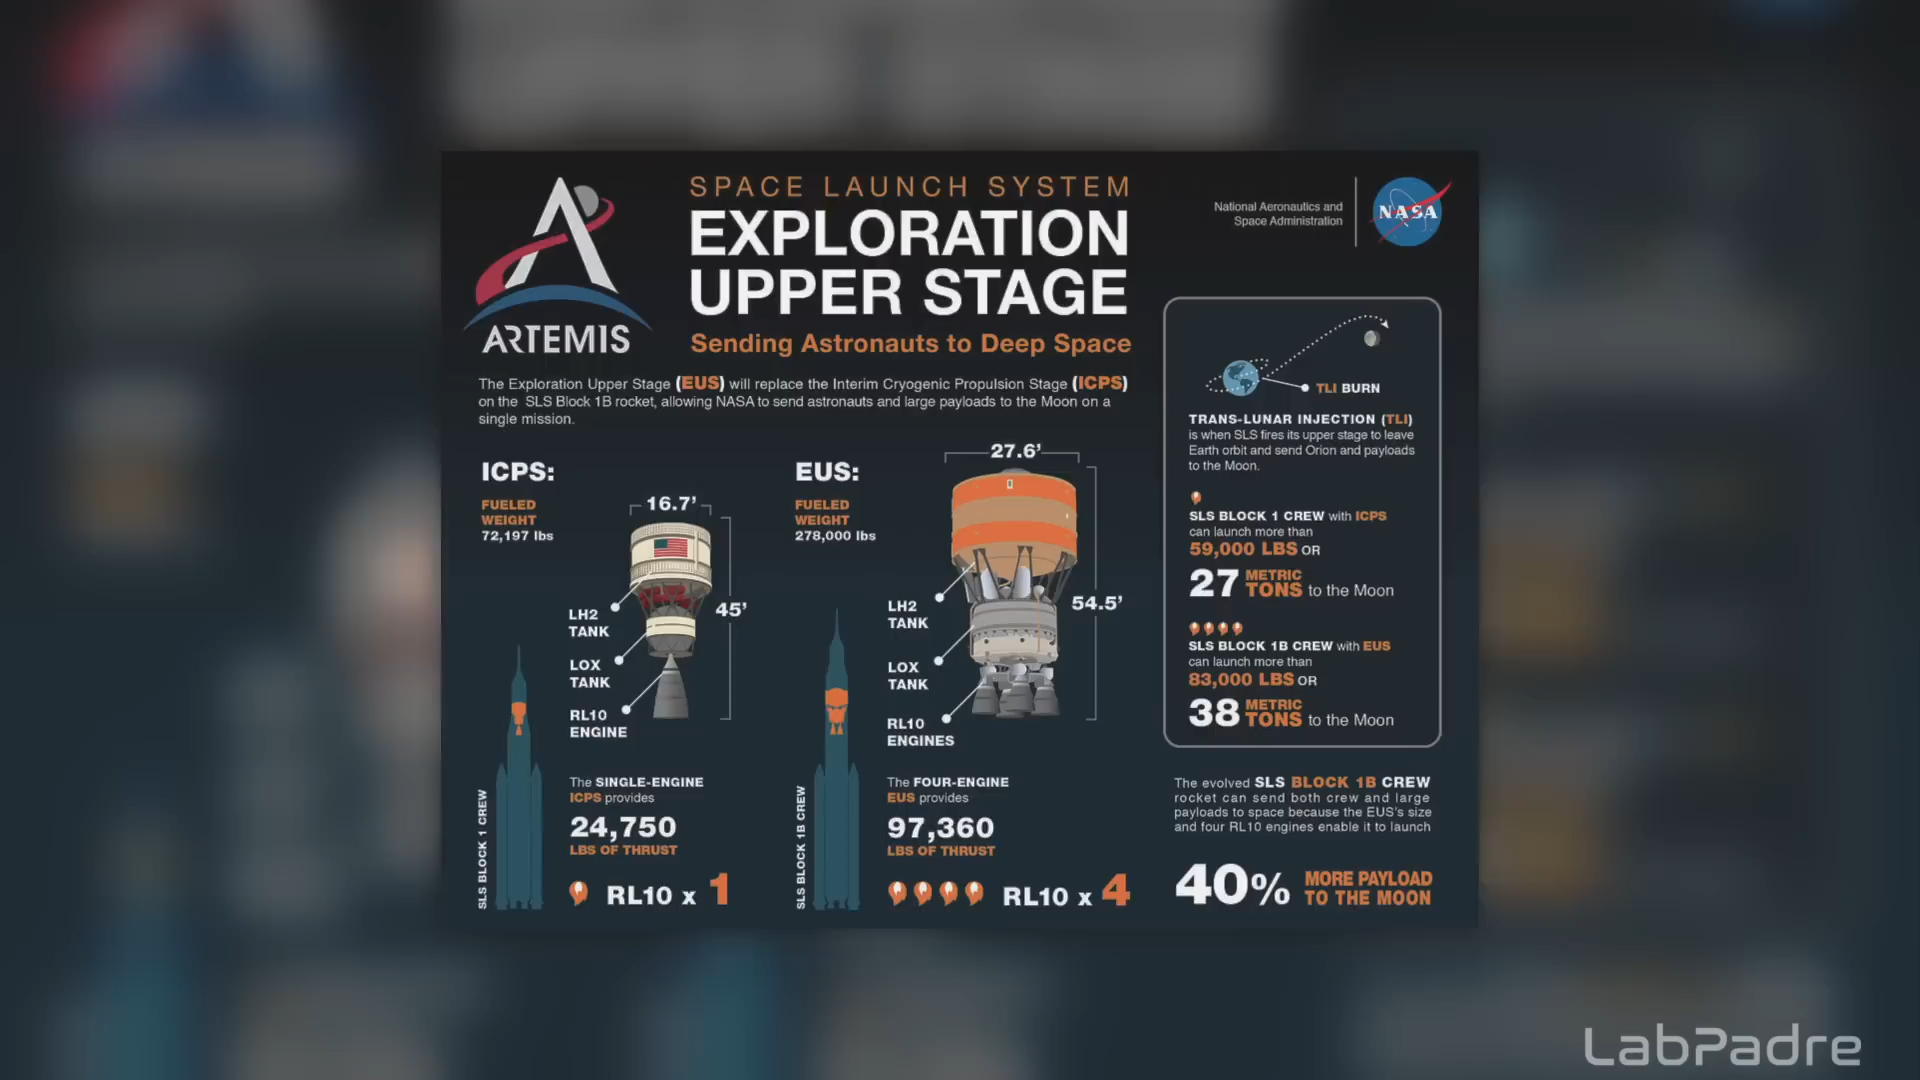 SPACE LAUNCH SYSTEM
EXPLORATION
UPPER STAGE
Sending Astronauts to Deep Space
ARTEMIS
National Aeronautics and
Space Administration
NASA
The Exploration Upper Stage (EUS) will replace the Interim Cryogenic Propulsion Stage (ICPS)
on the SLS Block 1B rocket, allowing NASA to send astronauts and large payloads to the Moon on a
single mission.
ICPS:
FUELED
WEIGHT
72,197 lbs
16.7’
45’
LH2
TANK
LOX
TANK
RL10
ENGINE
SLS BLOCK 1 CREW
The SINGLE-ENGINE
ICPS provides
24,750
LBS OF THRUST
RL10 x 1
EUS:
FUELED
WEIGHT
278,000 lbs
27.6’
54.5’
LH2
TANK
LOX
TANK
RL10
ENGINES
SLS BLOCK 1B CREW
The FOUR-ENGINE
EUS provides
97,360
LBS OF THRUST
RL10 x 4
TLI BURN
TRANS-LUNAR INJECTION (TLI)
is when SLS fires its upper stage to leave
Earth orbit and send Orion and payloads
to the Moon.
SLS BLOCK 1 CREW with ICPS
can launch more than
59,000 LBS OR
27 METRIC TONS to the Moon
SLS BLOCK 1B CREW with EUS
can launch more than
83,000 LBS OR
38 METRIC TONS to the Moon
The evolved SLS BLOCK 1B CREW
rocket can send both crew and large
payloads to space because the EUS's size
and four RL10 engines enable it to launch
40% MORE PAYLOAD
TO THE MOON
LabPadre